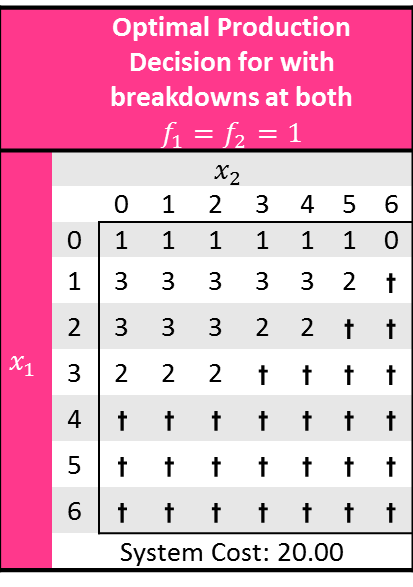 Optimal Production
Decision for with
breakdowns at both
f₁ = f₂ = 1
x₂
0 1 2 3 4 5 6
0 1 1 1 1 1 1 0
1 3 3 3 3 3 2 †
2 3 3 3 2 2 † †
x₁
3 2 2 2 † † † †
4 † † † † † † †
5 † † † † † † †
6 † † † † † † †
System Cost: 20.00